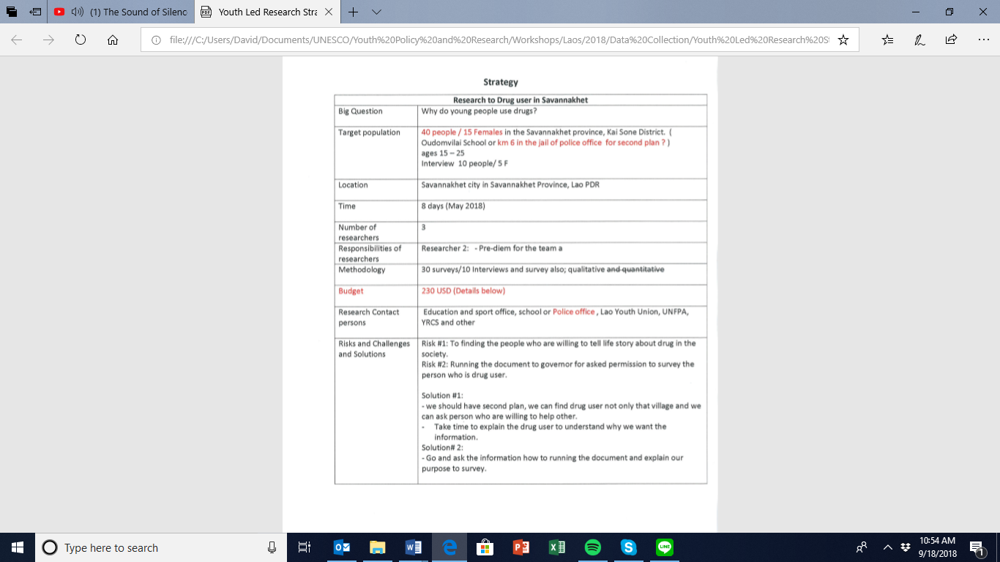 (1) The Sound of Silenc
Youth Led Research Stra
file:///C:/Users/David/Documents/UNESCO/Youth%20Policy%20and%20Research/Workshops/Laos/2018/Data%20Collection/Youth%20Led%20Research%20S
Strategy
Research to Drug user in Savannakhet
Big Question
Why do young people use drugs?
Target population
40 people / 15 Females in the Savannakhet province, Kai Sone District. (
Oudomvilai School or km 6 in the jail of police office for second plan ? )
ages 15 – 25
Interview 10 people/ 5 F
Location
Savannakhet city in Savannakhet Province, Lao PDR
Time
8 days (May 2018)
Number of
researchers
3
Responsibilities of
researchers
Researcher 2: - Pre-diem for the team a
Methodology
30 surveys/10 Interviews and survey also; qualitative and quantitative
Budget
230 USD (Details below)
Research Contact
persons
Education and sport office, school or Police office , Lao Youth Union, UNFPA,
YRCS and other
Risks and Challenges
and Solutions
Risk #1: To finding the people who are willing to tell life story about drug in the
society.
Risk #2: Running the document to governor for asked permission to survey the
person who is drug user.
Solution #1:
- we should have second plan, we can find drug user not only that village and we
can ask person who are willing to help other.
- Take time to explain the drug user to understand why we want the
information.
Solution# 2:
- Go and ask the information how to running the document and explain our
purpose to survey.
Type here to search
10:54 AM
9/18/2018
1